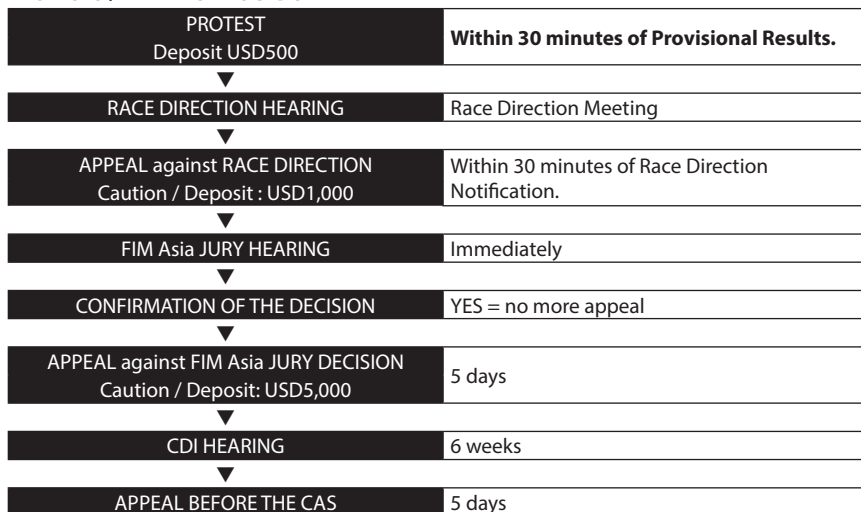 PROTEST
Deposit USD500
Within 30 minutes of Provisional Results.
RACE DIRECTION HEARING
Race Direction Meeting
APPEAL against RACE DIRECTION
Caution / Deposit : USD1,000
Within 30 minutes of Race Direction
Notification.
FIM Asia JURY HEARING
Immediately
CONFIRMATION OF THE DECISION
YES = no more appeal
APPEAL against FIM Asia JURY DECISION
Caution / Deposit: USD5,000
5 days
CDI HEARING
6 weeks
APPEAL BEFORE THE CAS
5 days